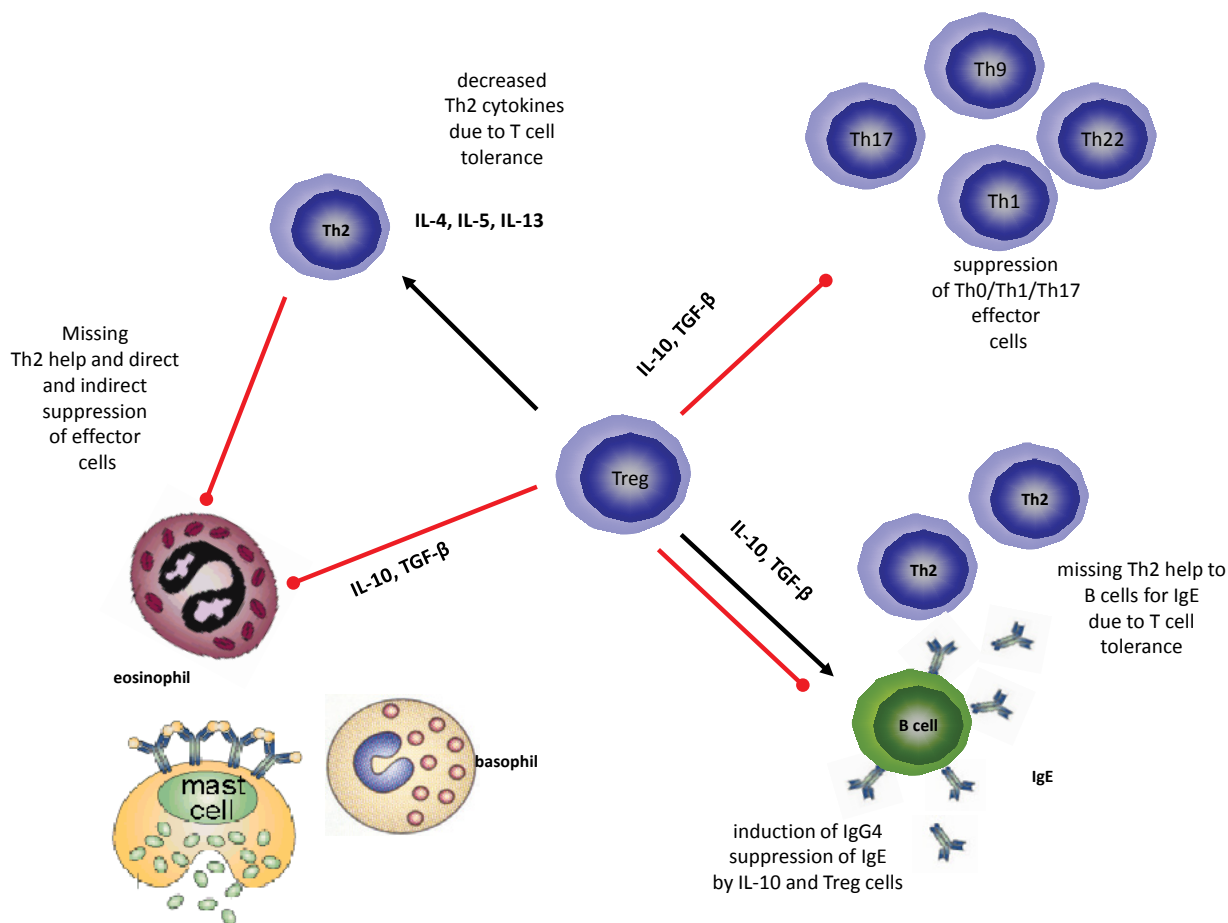 decreased
Th2 cytokines
due to T cell
tolerance
Th2
IL-4, IL-5, IL-13
Th9
Th17
Th22
Th1
suppression
of Th0/Th1/Th17
effector
cells
Missing
Th2 help and direct
and indirect
suppression
of effector
cells
IL-10, TGF-β
Treg
IL-10, TGF-β
IL-10, TGF-β
Th2
Th2
missing Th2 help to
B cells for IgE
due to T cell
tolerance
eosinophil
B cell
IgE
mast
cell
basophil
induction of IgG4
suppression of IgE
by IL-10 and Treg cells